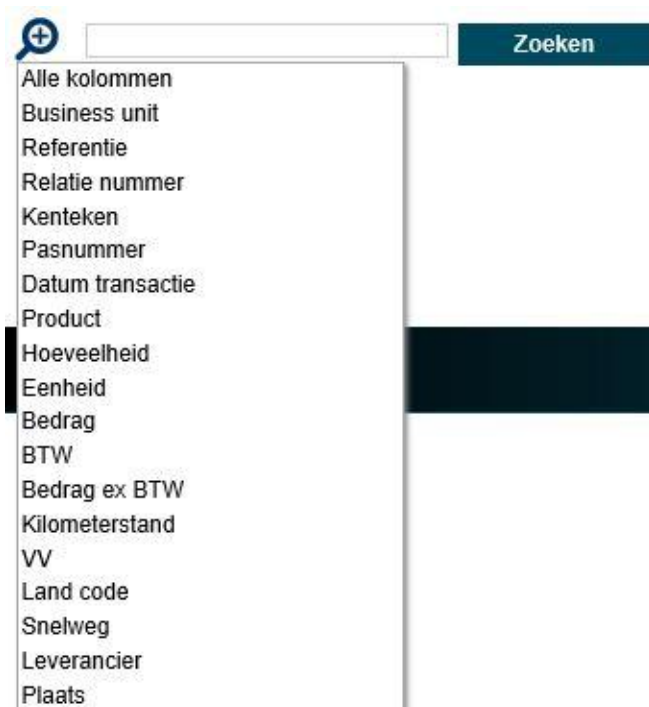 Zoeken
Alle kolommen
Business unit
Referentie
Relatie nummer
Kenteken
Pasnummer
Datum transactie
Product
Hoeveelheid
Eenheid
Bedrag
BTW
Bedrag ex BTW
Kilometerstand
VV
Land code
Snelweg
Leverancier
Plaats